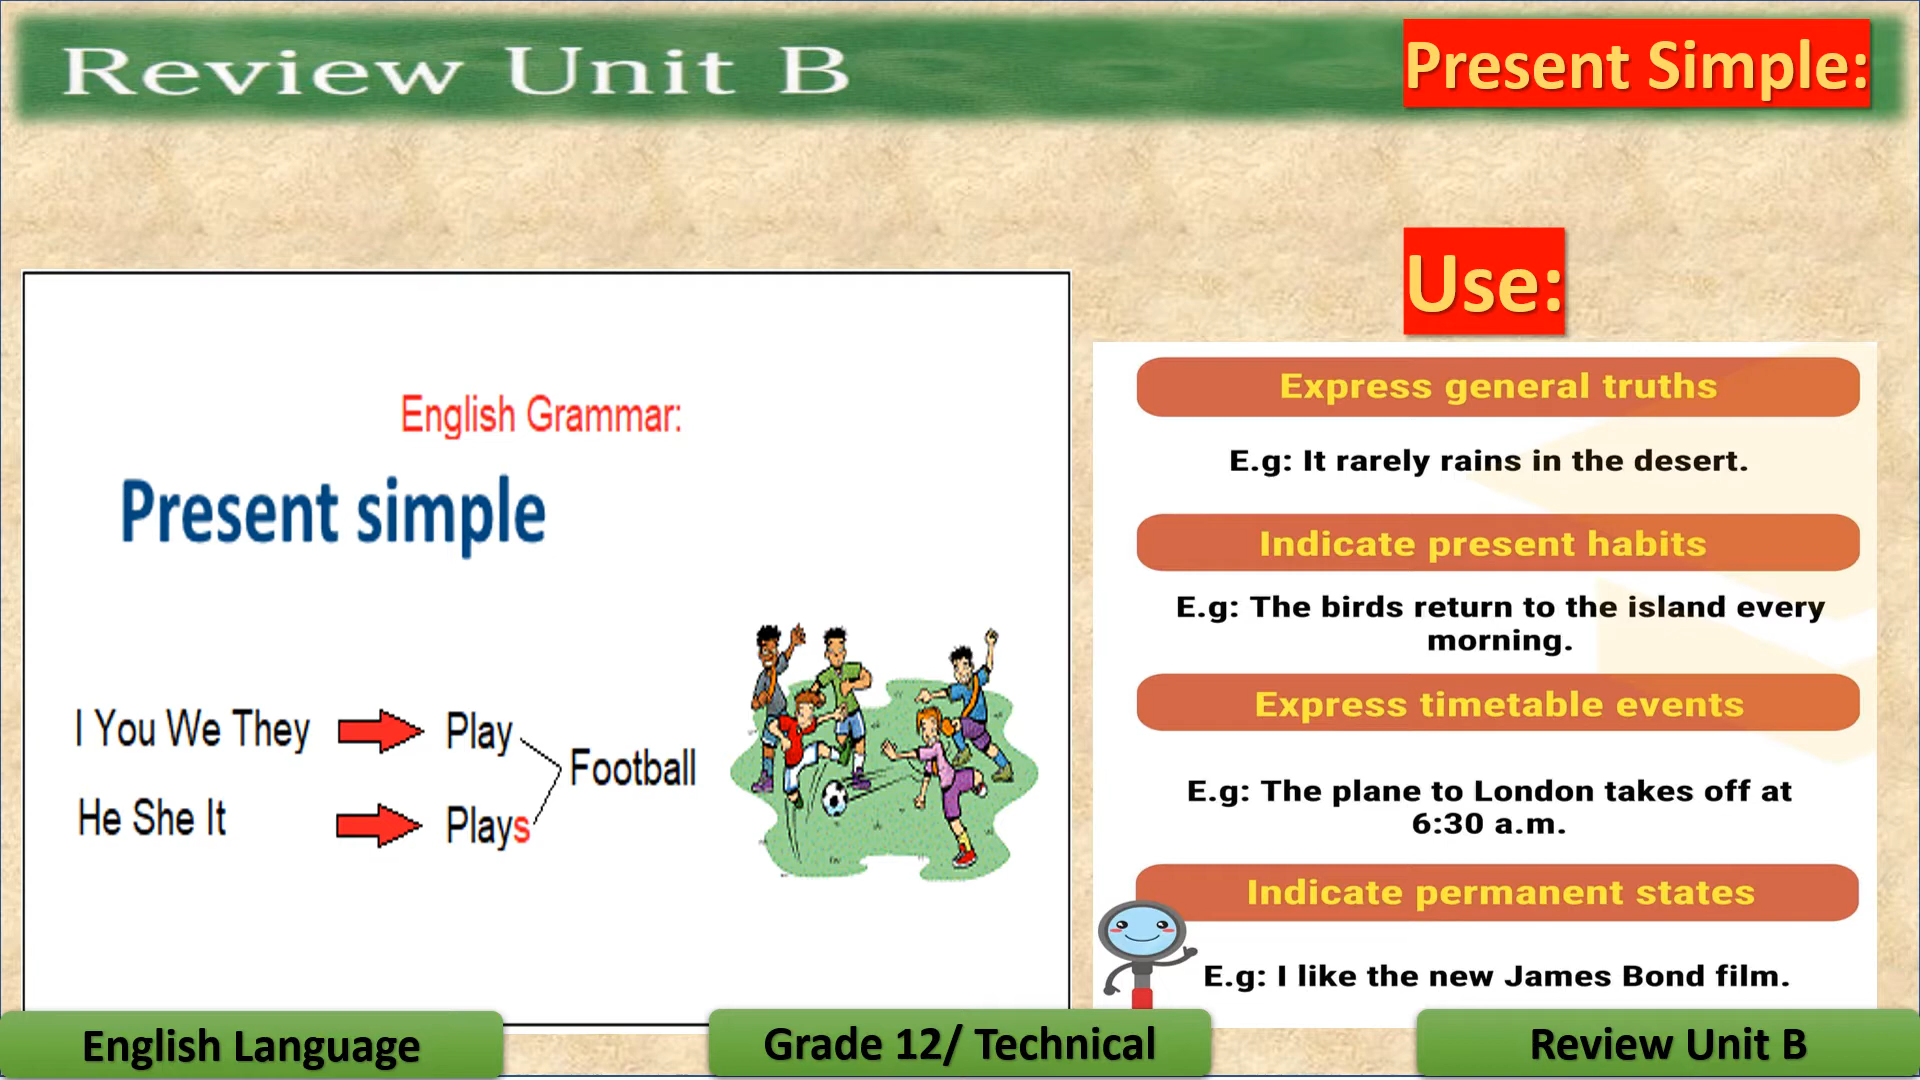 Review Unit B
Present Simple:
English Grammar:
Present simple
I You We They Play
Football
He She It Plays
Use:
Express general truths
E.g: It rarely rains in the desert.
Indicate present habits
E.g: The birds return to the island every
morning.
Express timetable events
E.g: The plane to London takes off at
6:30 a.m.
Indicate permanent states
E.g: I like the new James Bond film.
English Language
Grade 12/ Technical
Review Unit B